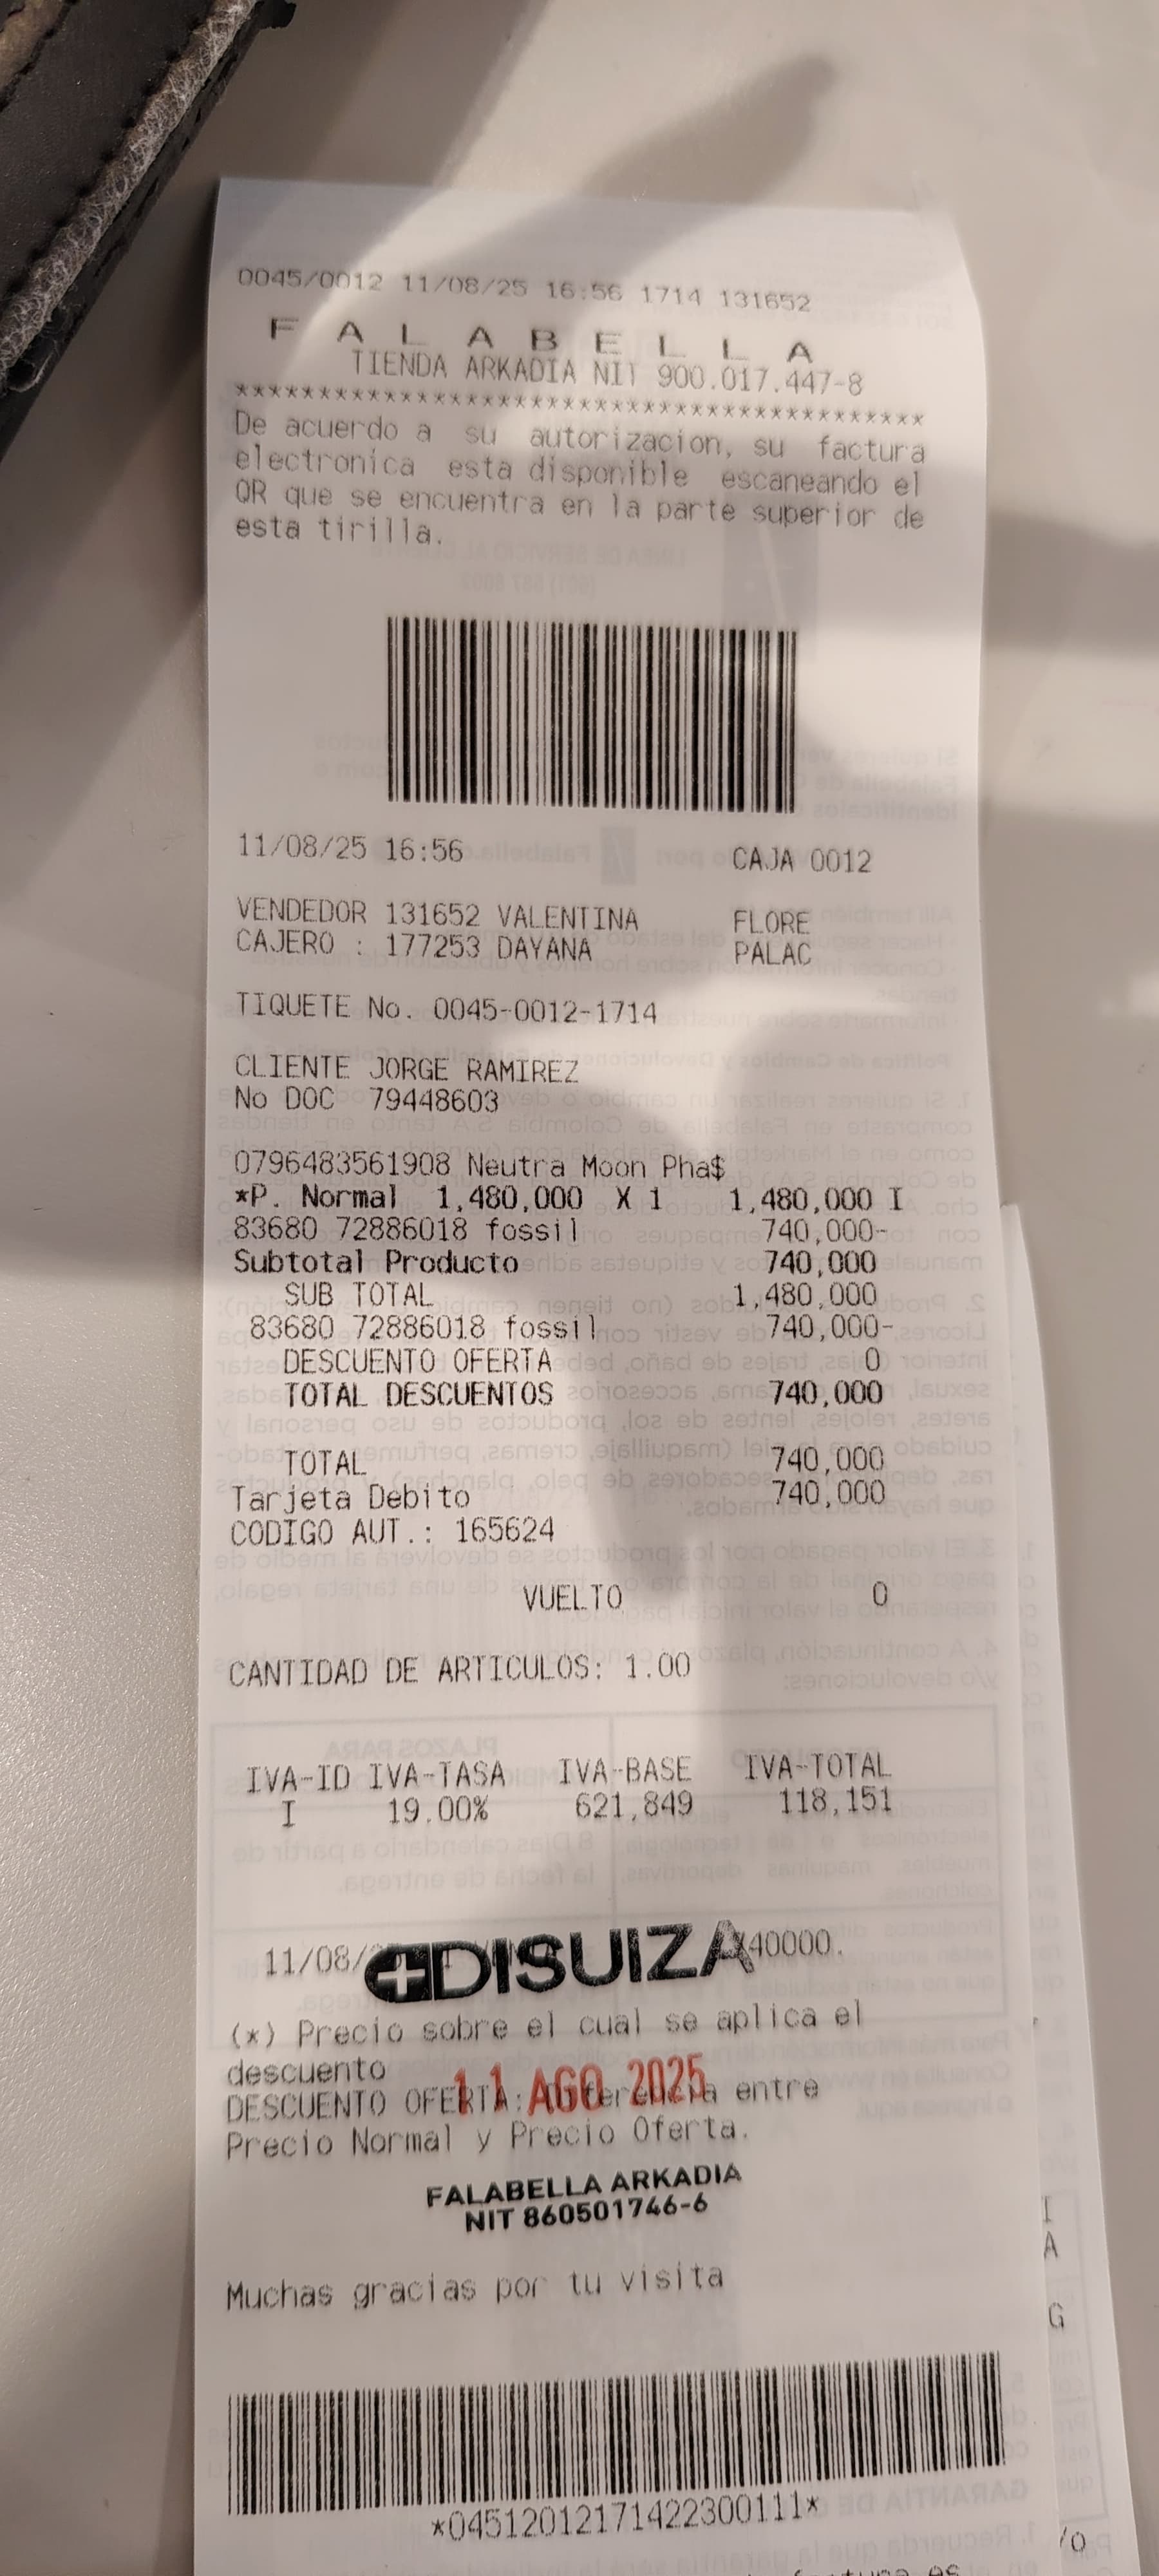 0045/0012 11/08/25 16:56 1714 131652
F A L A B E L L A
TIENDA ARKADIA NIT 900.017.447-8
******************************************
De acuerdo a su autorizacion, su factura
electronica esta disponible escaneando el
QR que se encuentra en la parte superior de
esta tirilla.
11/08/25 16:56 CAJA 0012
VENDEDOR 131652 VALENTINA FLORE
CAJERO : 177253 DAYANA PALAC
TIQUETE No. 0045-0012-1714
CLIENTE JORGE RAMIREZ
No DOC 79448603
0796483561908 Neutra Moon Pha$
*P. Normal 1,480,000 X 1 1,480,000 I
83680 72886018 fossil 740,000-
Subtotal Producto 740,000
SUB TOTAL 1,480,000
83680 72886018 fossil 740,000-
DESCUENTO OFERTA 0
TOTAL DESCUENTOS 740,000
TOTAL 740,000
Tarjeta Debito 740,000
CODIGO AUT.: 165624
VUELTO 0
CANTIDAD DE ARTICULOS: 1.00
IVA-ID IVA-TASA IVA-BASE IVA-TOTAL
I 19.00% 621,849 118,151
11/08/ 40000.
DISUIZA
(*) Precio sobre el cual se aplica el
descuento
11 AGO 2025
DESCUENTO OFERTA: Diferencia entre
Precio Normal y Precio Oferta.
FALABELLA ARKADIA
NIT 860501746-6
Muchas gracias por tu visita
*04512012171422300111*